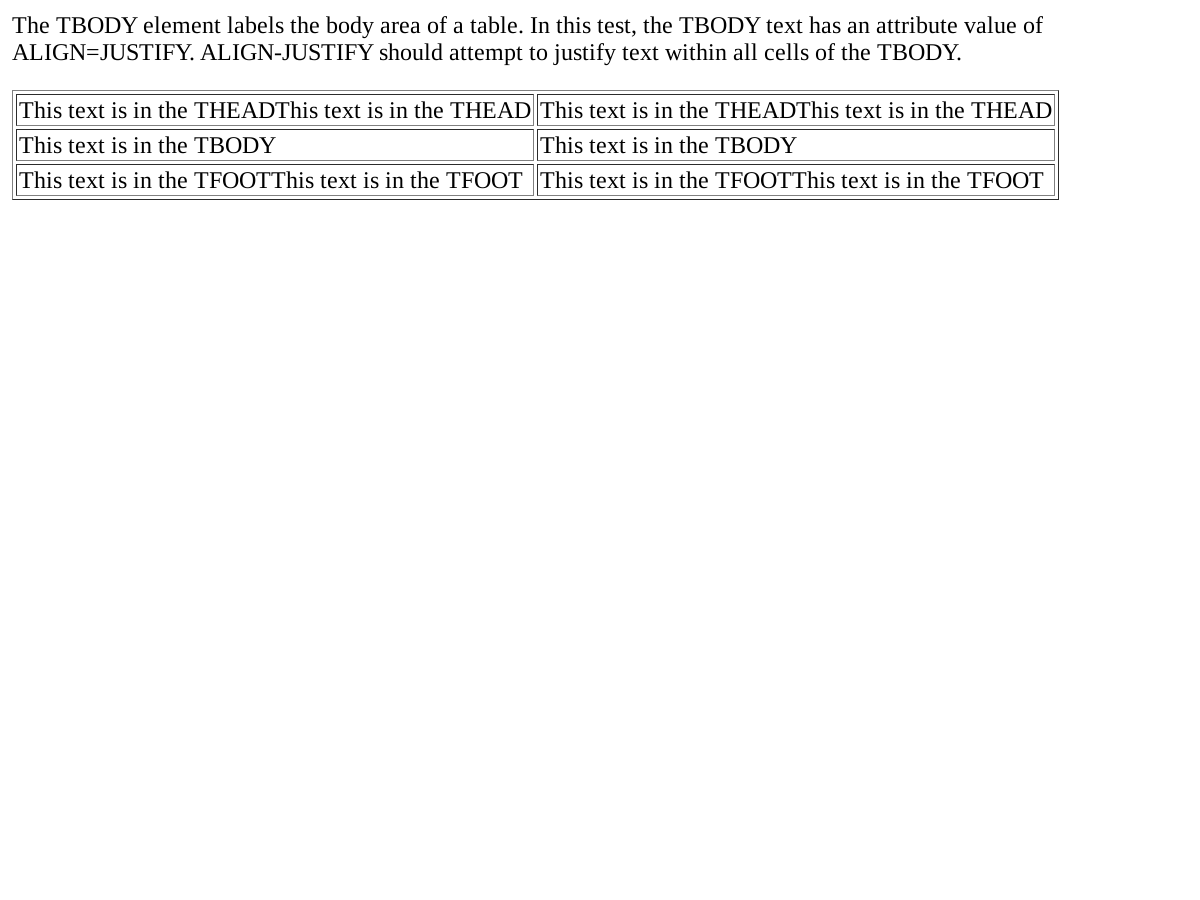 The TBODY element labels the body area of a table. In this test, the TBODY text has an attribute value of
ALIGN=JUSTIFY. ALIGN-JUSTIFY should attempt to justify text within all cells of the TBODY.
This text is in the THEADThis text is in the THEAD This text is in the THEADThis text is in the THEAD
This text is in the TBODY This text is in the TBODY
This text is in the TFOOTThis text is in the TFOOT This text is in the TFOOTThis text is in the TFOOT